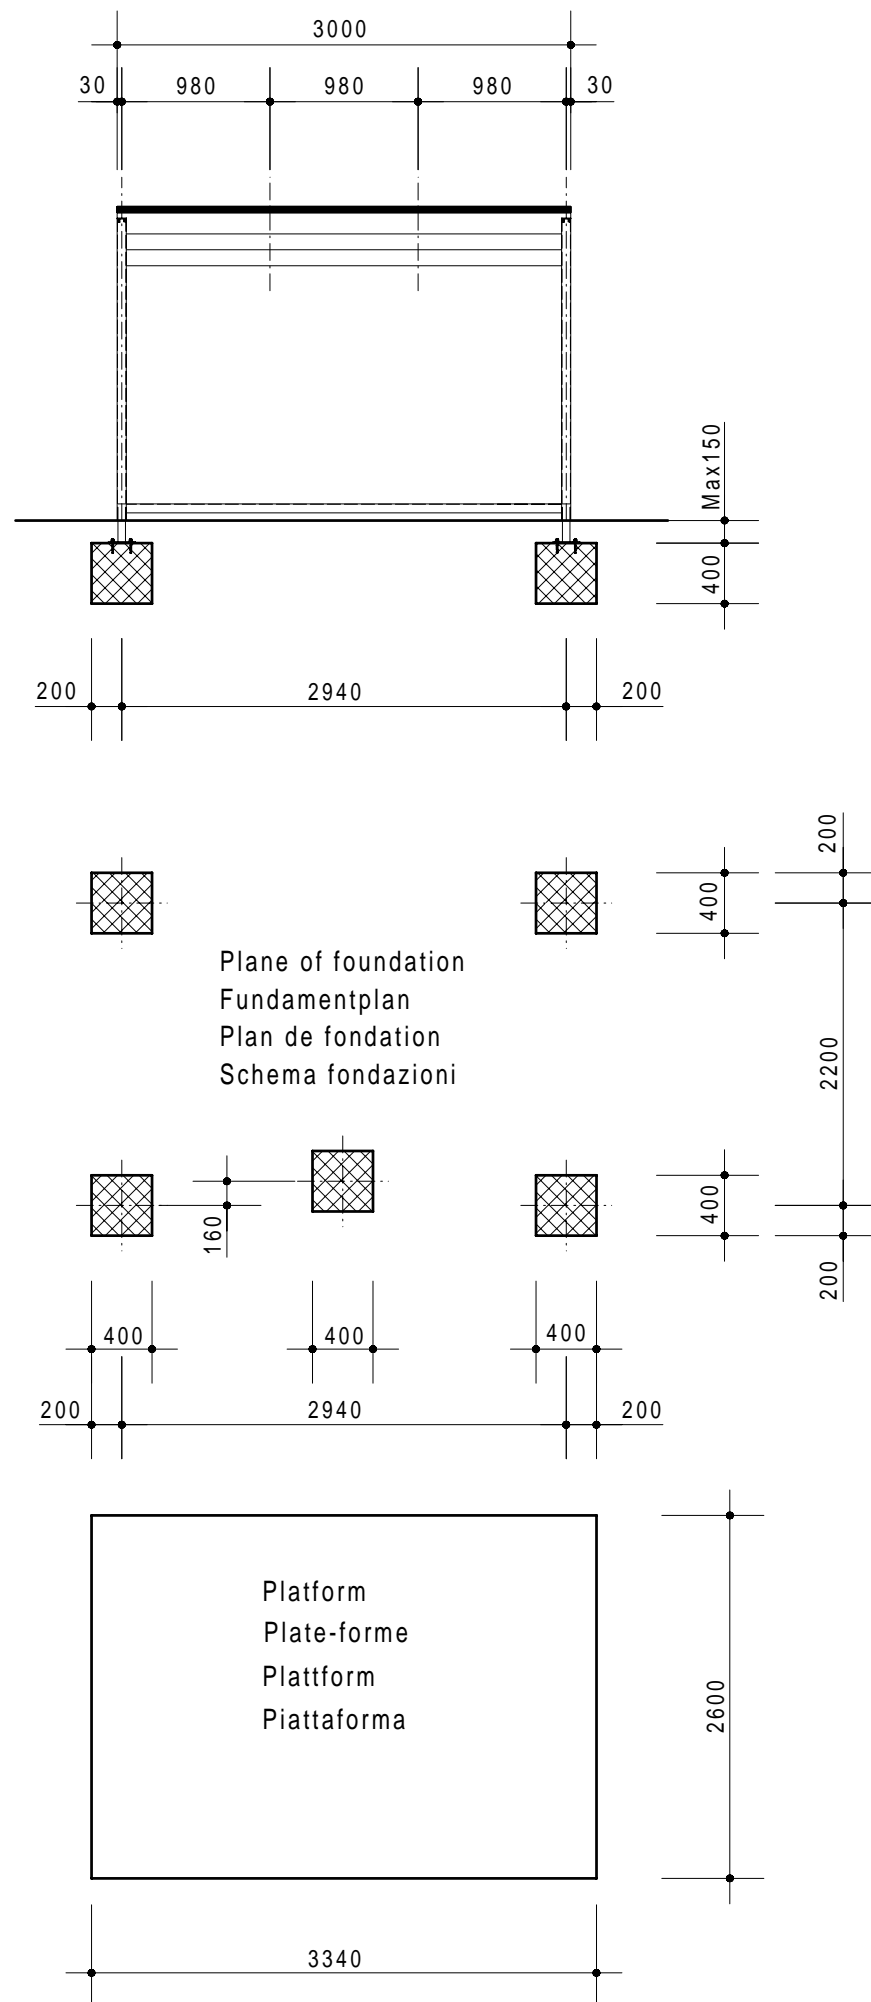 3000
30 980 980 980 30
Max150
400
200 2940 200
200
400
Plane of foundation
Fundamentplan
Plan de fondation
Schema fondazioni
2200
160
400
200
400 400 400
200 2940 200
Platform
Plate-forme
Plattform
Piattaforma
2600
3340